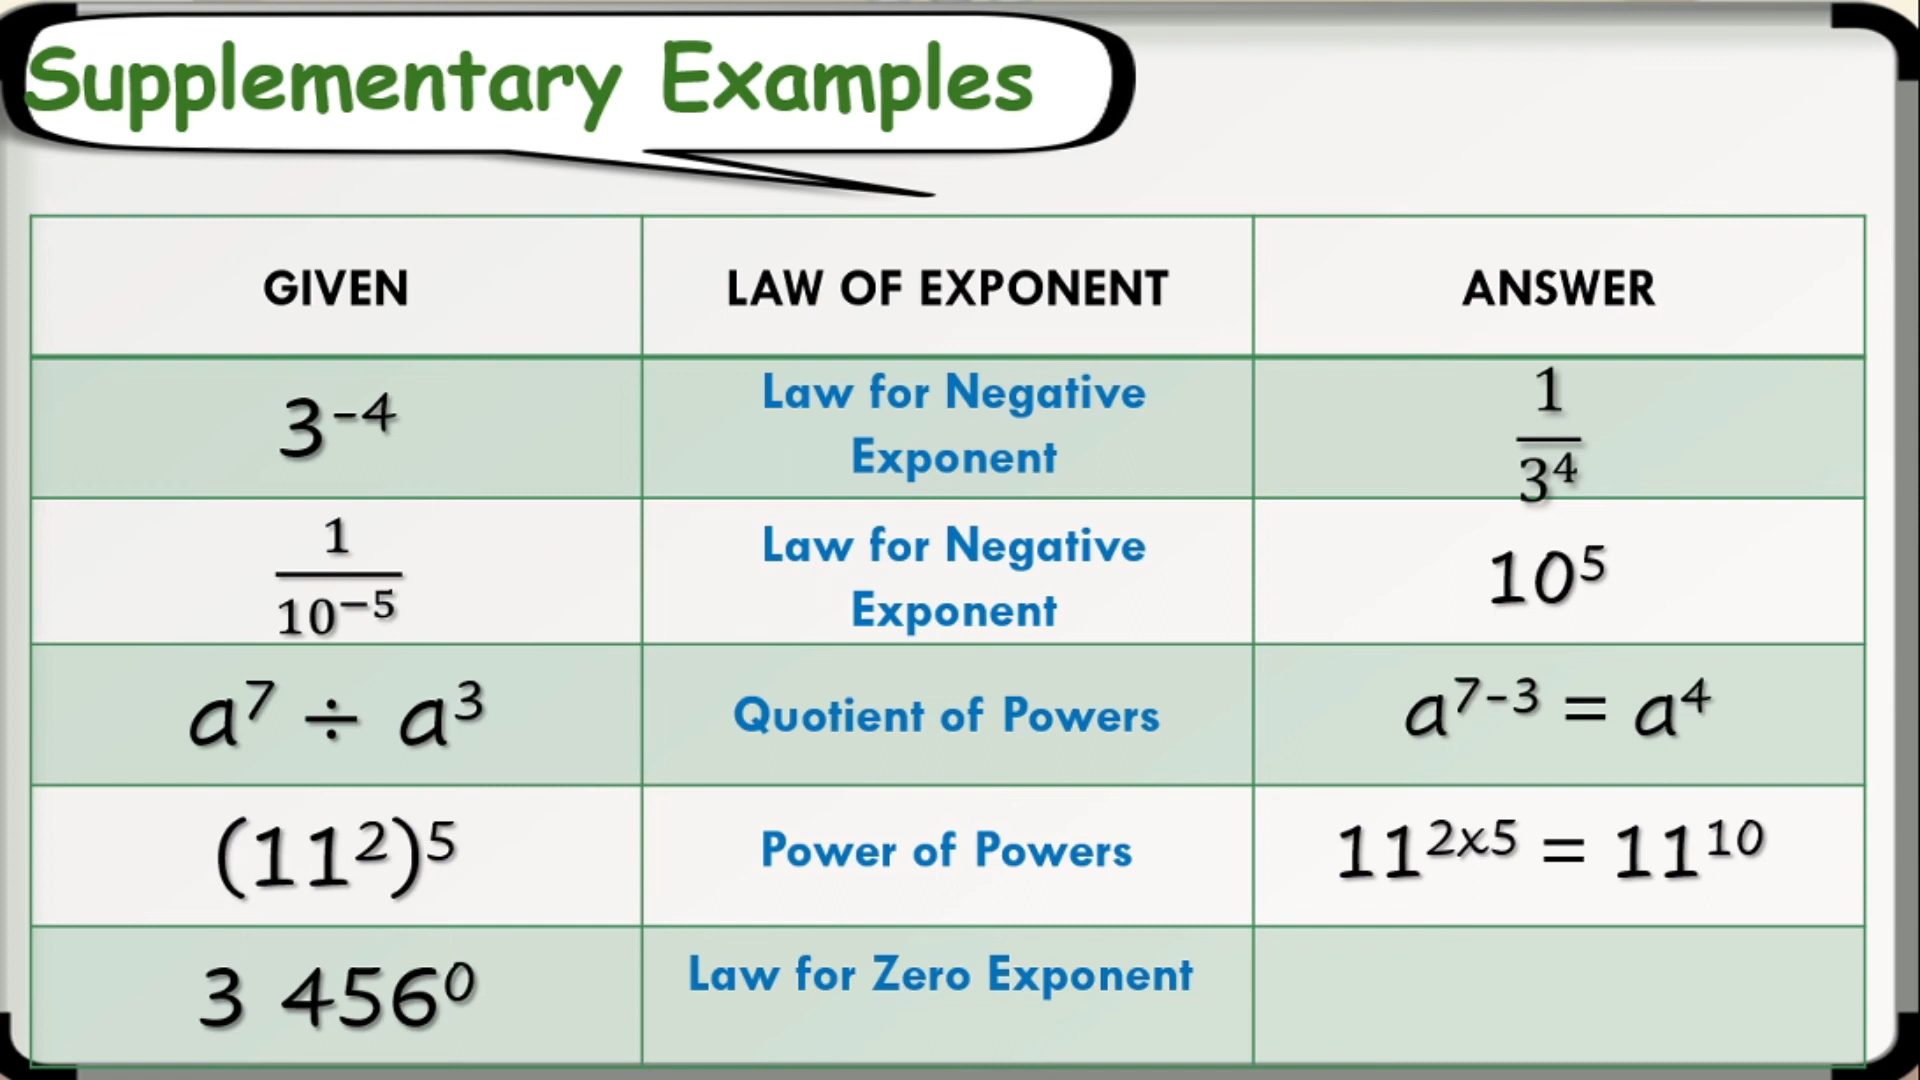 Supplementary Examples
GIVEN LAW OF EXPONENT ANSWER
3⁻⁴ Law for Negative Exponent 1/3⁴
1/10⁻⁵ Law for Negative Exponent 10⁵
a⁷ ÷ a³ Quotient of Powers a⁷⁻³ = a⁴
(11²)⁵ Power of Powers 11²ˣ⁵ = 11¹⁰
3 456⁰ Law for Zero Exponent